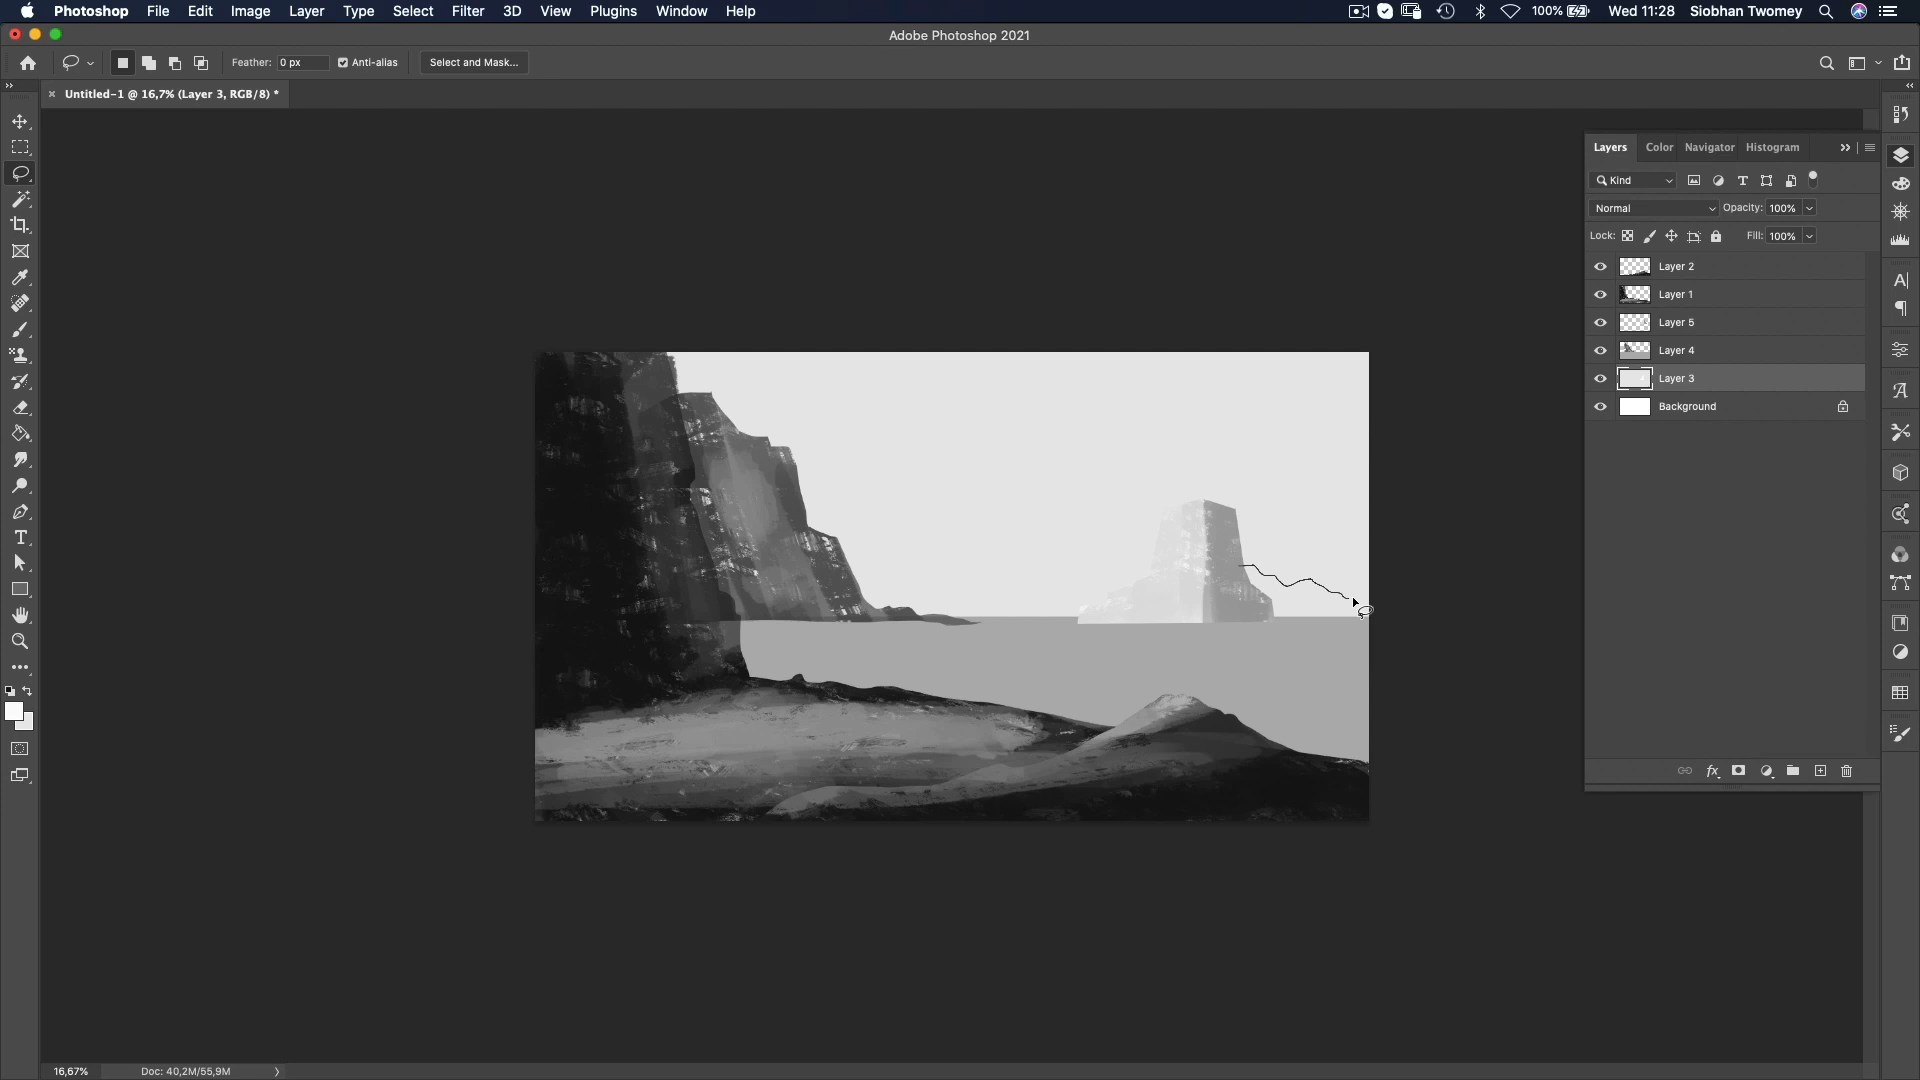 Photoshop File Edit Image Layer Type Select Filter 3D View Plugins Window Help 100% Wed 11:28 Siobhan Twomey
Adobe Photoshop 2021
Feather: 0 px Anti-alias Select and Mask...
Untitled-1 @ 16,7% (Layer 3, RGB/8) *
Layers Color Navigator Histogram
Kind
Normal Opacity: 100%
Lock: Fill: 100%
Layer 2
Layer 1
Layer 5
Layer 4
Layer 3
Background
fx
16,67% Doc: 40,2M/55,9M